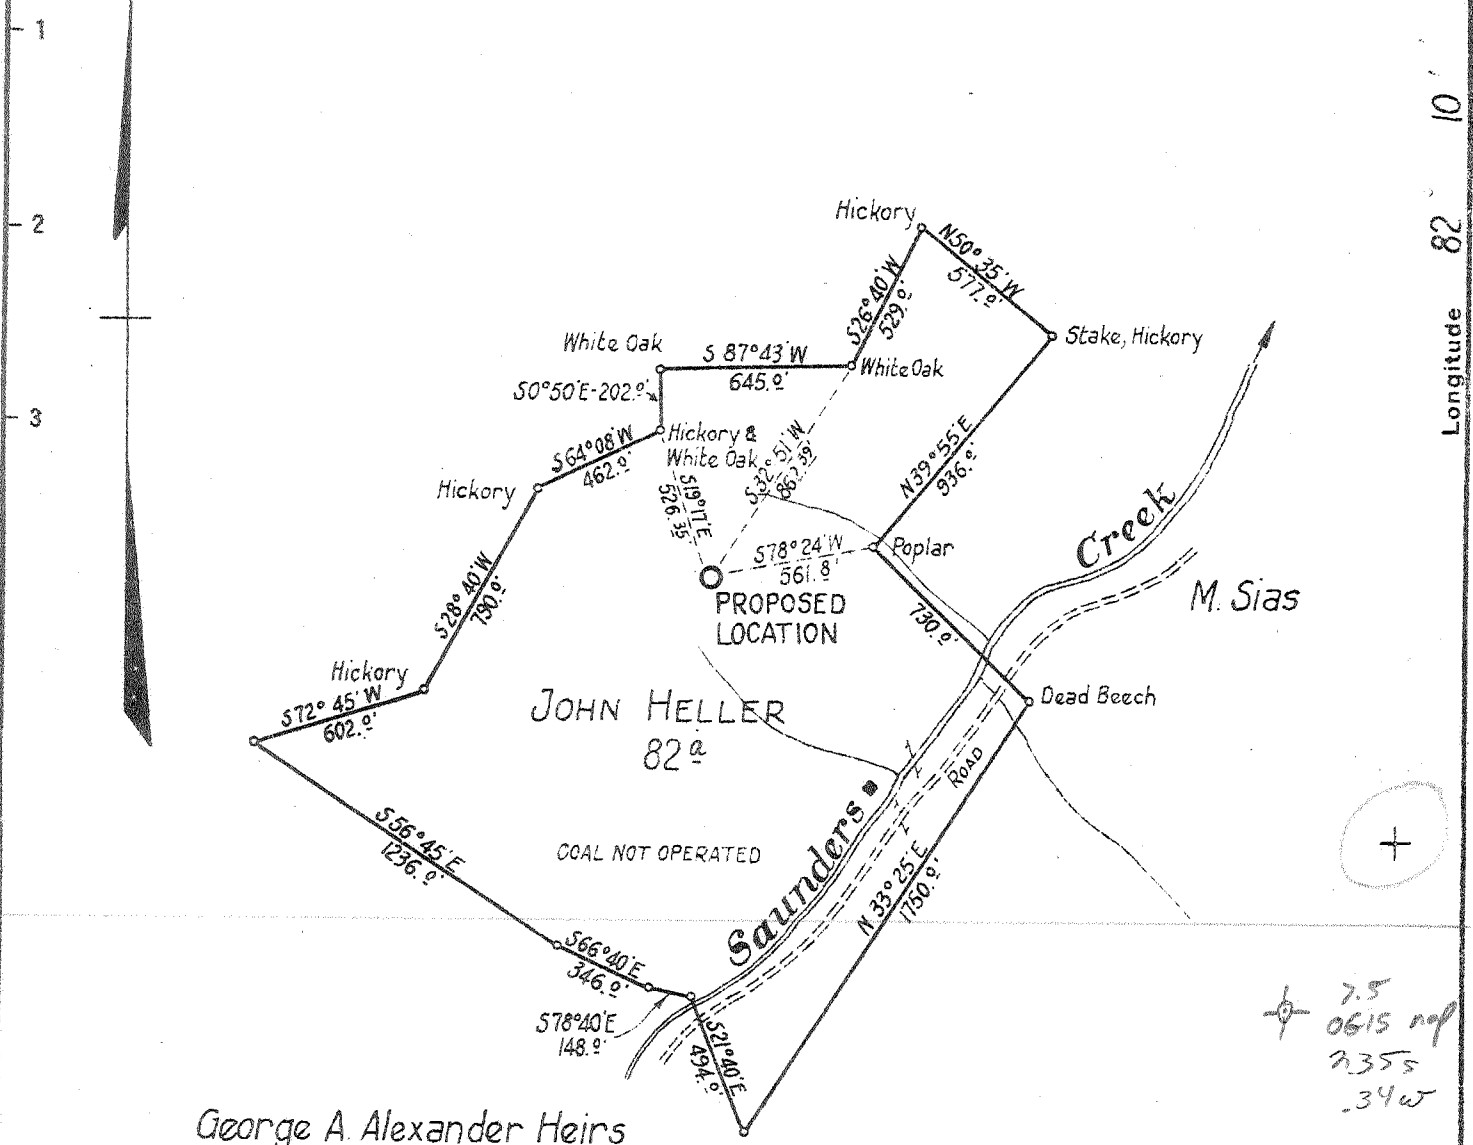 1
2
3
Longitude 82 10'
Hickory
N50°35'W
577.0'
S26°40'W
529.0'
Stake, Hickory
White Oak
S 87°43'W
645.0'
White Oak
S0°50'E-202.0'
Hickory &
White Oak
S64°08'W
462.0'
Hickory
S19°17'E
526.35
S32°51'W
862.39'
N39°55'E
936.0'
Poplar
S78°24'W
561.8'
PROPOSED
LOCATION
Creek
M. Sias
730.0'
S28°40'W
790.0'
Hickory
S72°45'W
602.0'
JOHN HELLER
82a
Dead Beech
ROAD
Saunders
COAL NOT OPERATED
S56°45'E
1236.0'
N 33°25'E
1750.0'
S66°40'E
346.0'
S78°40'E
148.0'
S21°40'E
494.0'
7.5
0615
.34w
George A. Alexander Heirs